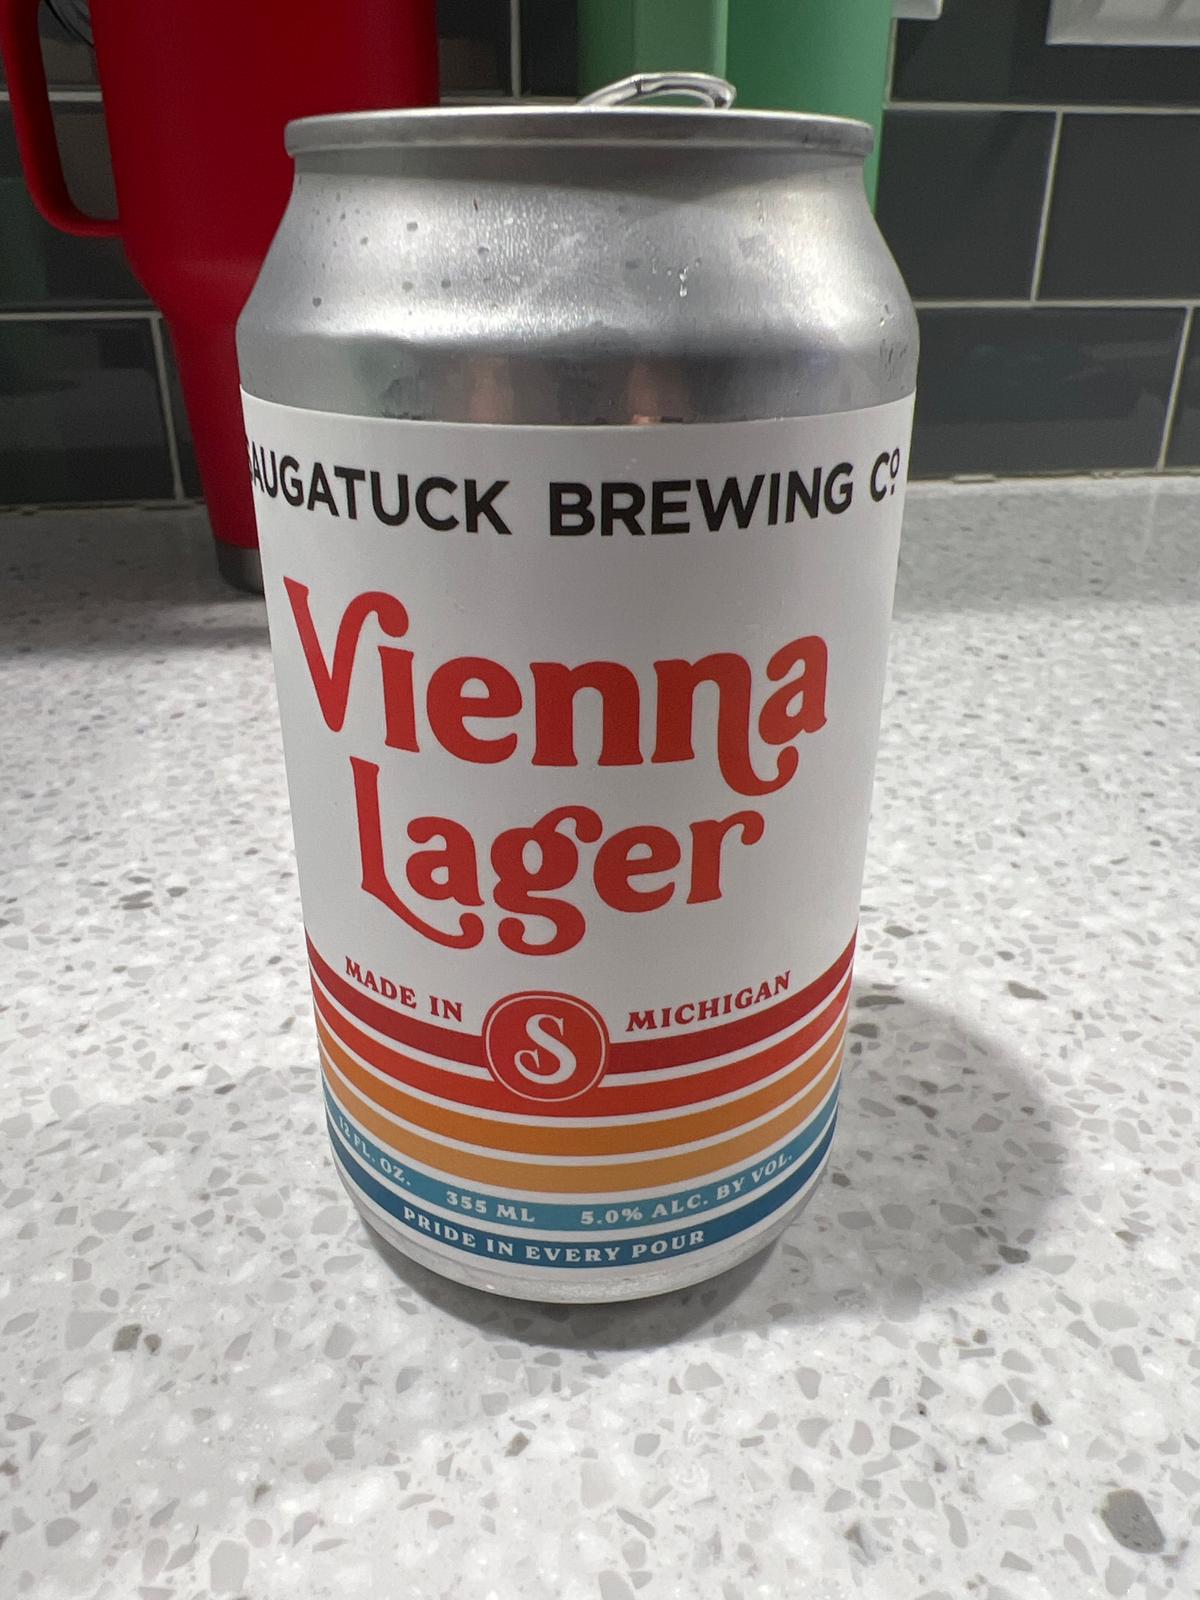 SAUGATUCK BREWING Cº
Vienna
Lager
MADE IN S MICHIGAN
12 FL. OZ. 355 ML 5.0% ALC. BY VOL.
PRIDE IN EVERY POUR